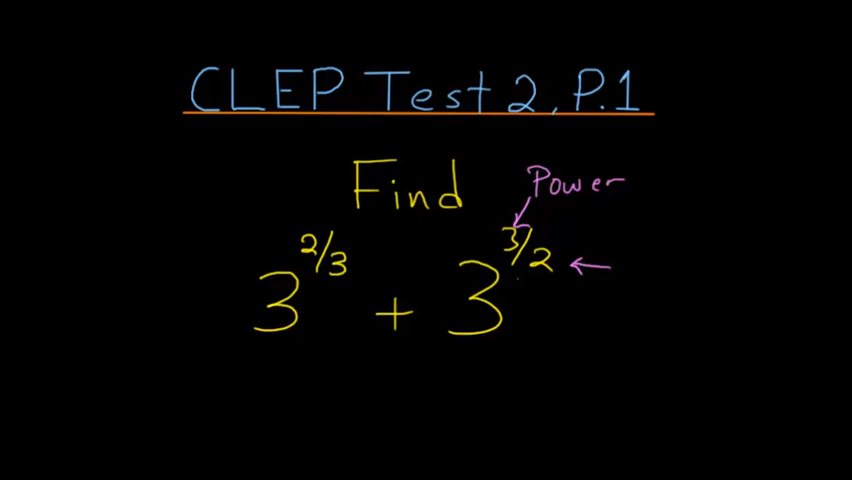 CLEP Test 2, P.1
Find
Power
3^{2/3} + 3^{3/2} ←